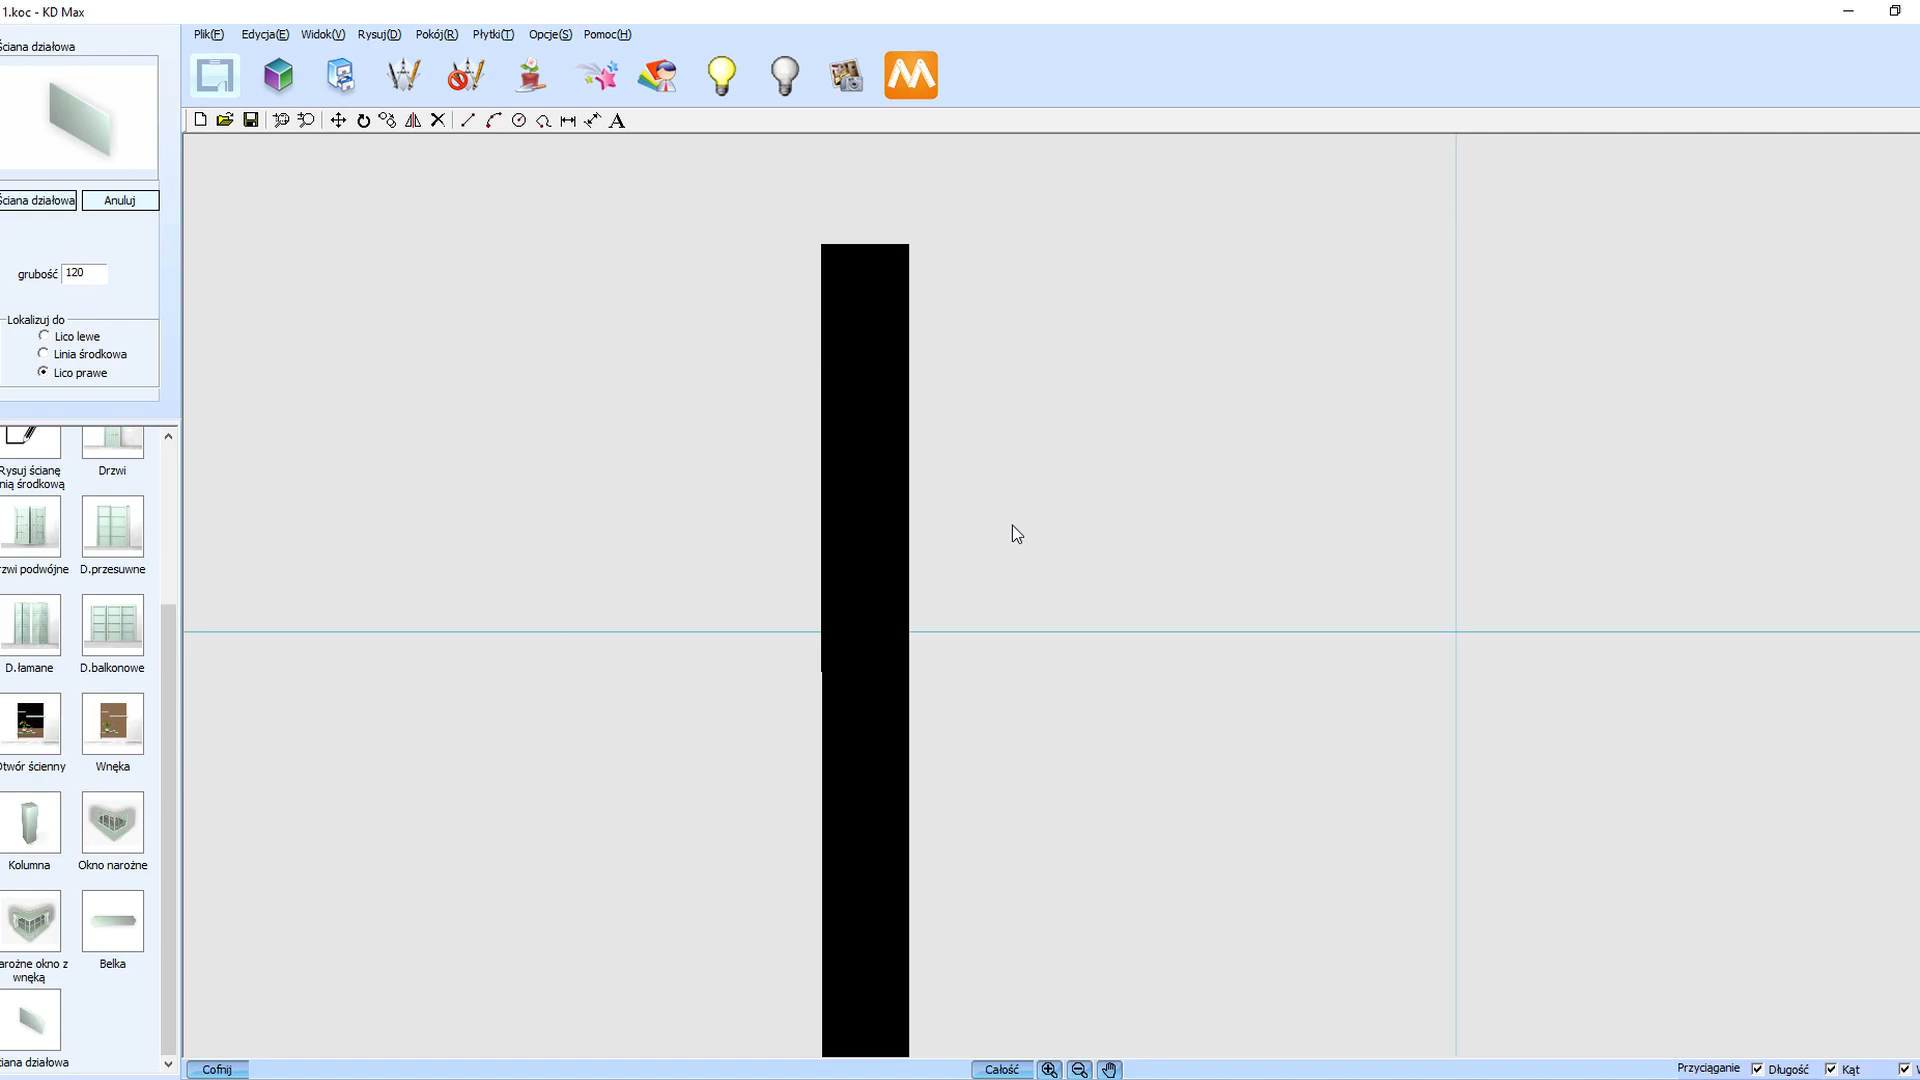 1.koc - KD Max
Plik(F) Edycja(E) Widok(V) Rysuj(D) Pokój(R) Płytki(T) Opcje(S) Pomoc(H)
Ściana działowa
Ściana działowa Anuluj
grubość 120
Lokalizuj do
Lico lewe
Linia środkowa
Lico prawe
Rysuj ścianę
nią środkową
Drzwi
rzwi podwójne D.przesuwne
D.łamane D.balkonowe
Otwór ścienny Wnęka
Kolumna Okno narożne
arożne okno z
wnęką
Belka
ciana działowa
Cofnij Całość Przyciąganie Długość Kąt